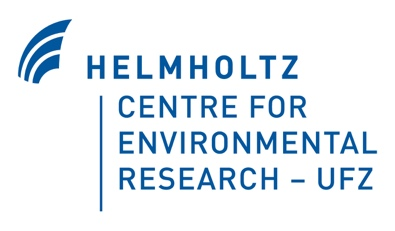 HELMHOLTZ
CENTRE FOR
ENVIRONMENTAL
RESEARCH – UFZ